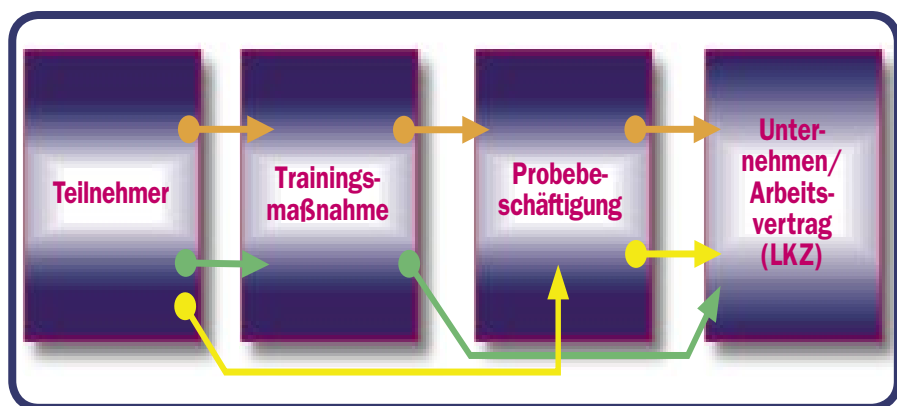 Teilnehmer
Trainings-
maßnahme
Probebe-
schäftigung
Unter-
nehmen/
Arbeits-
vertrag
(LKZ)